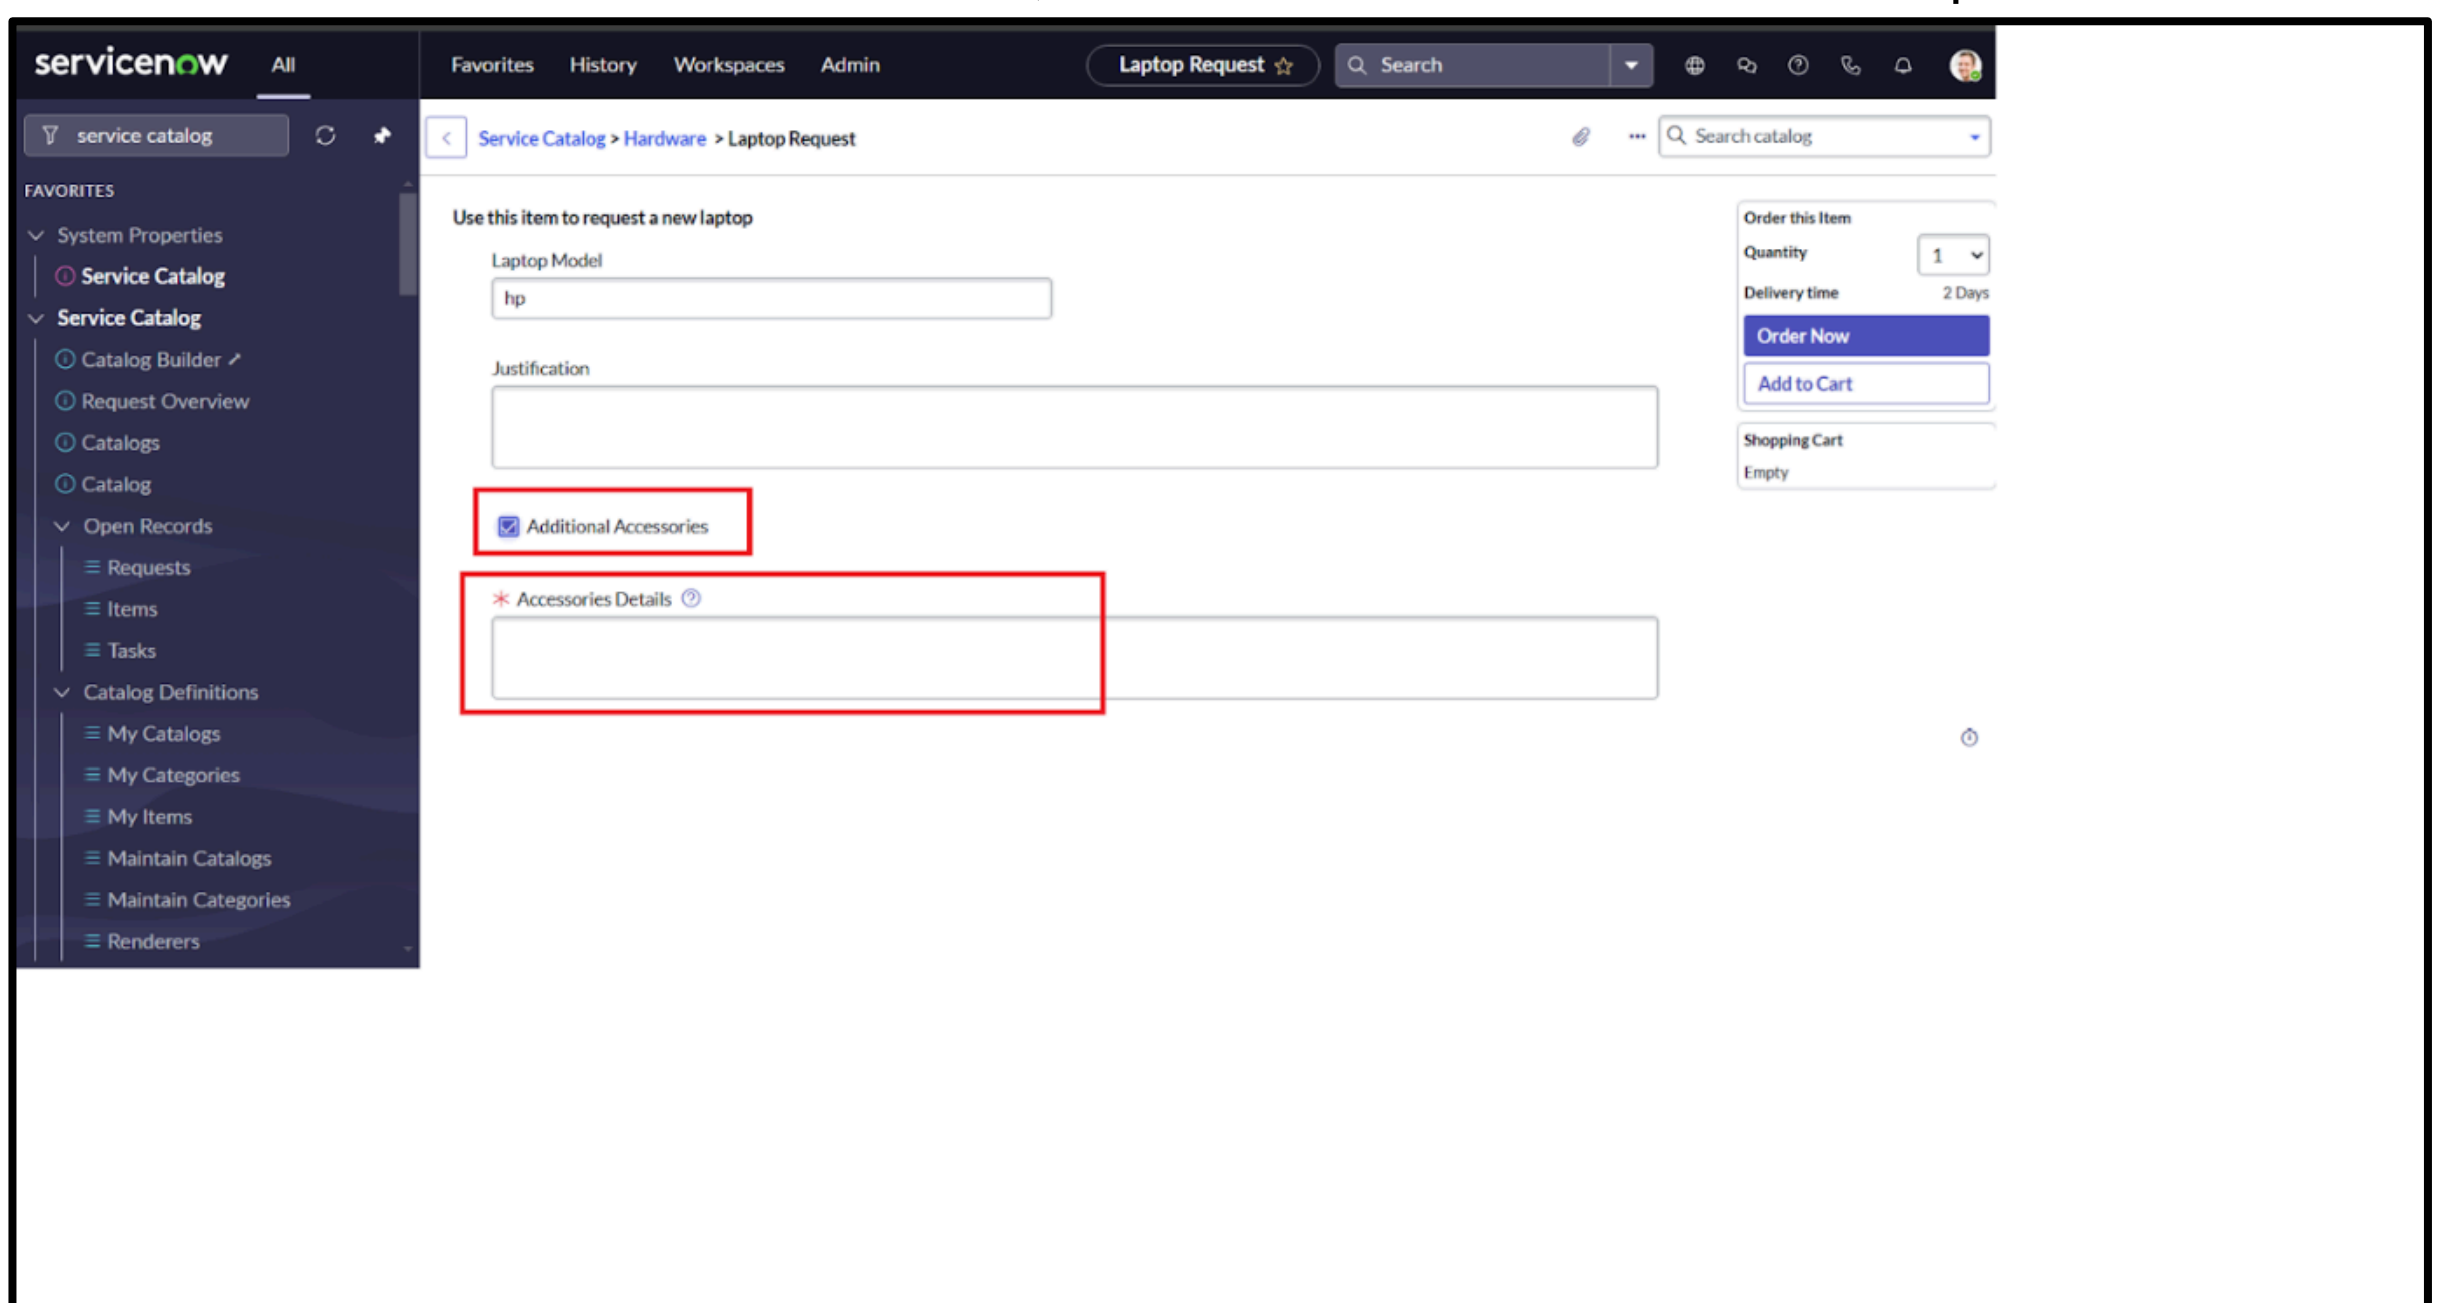 servicenow All Favorites History Workspaces Admin Laptop Request Search
service catalog
Service Catalog > Hardware > Laptop Request
Search catalog
FAVORITES
System Properties
Service Catalog
Service Catalog
Catalog Builder
Request Overview
Catalogs
Catalog
Open Records
Requests
Items
Tasks
Catalog Definitions
My Catalogs
My Categories
My Items
Maintain Catalogs
Maintain Categories
Renderers
Use this item to request a new laptop
Laptop Model
hp
Justification
Additional Accessories
* Accessories Details
Order this Item
Quantity 1
Delivery time 2 Days
Order Now
Add to Cart
Shopping Cart
Empty